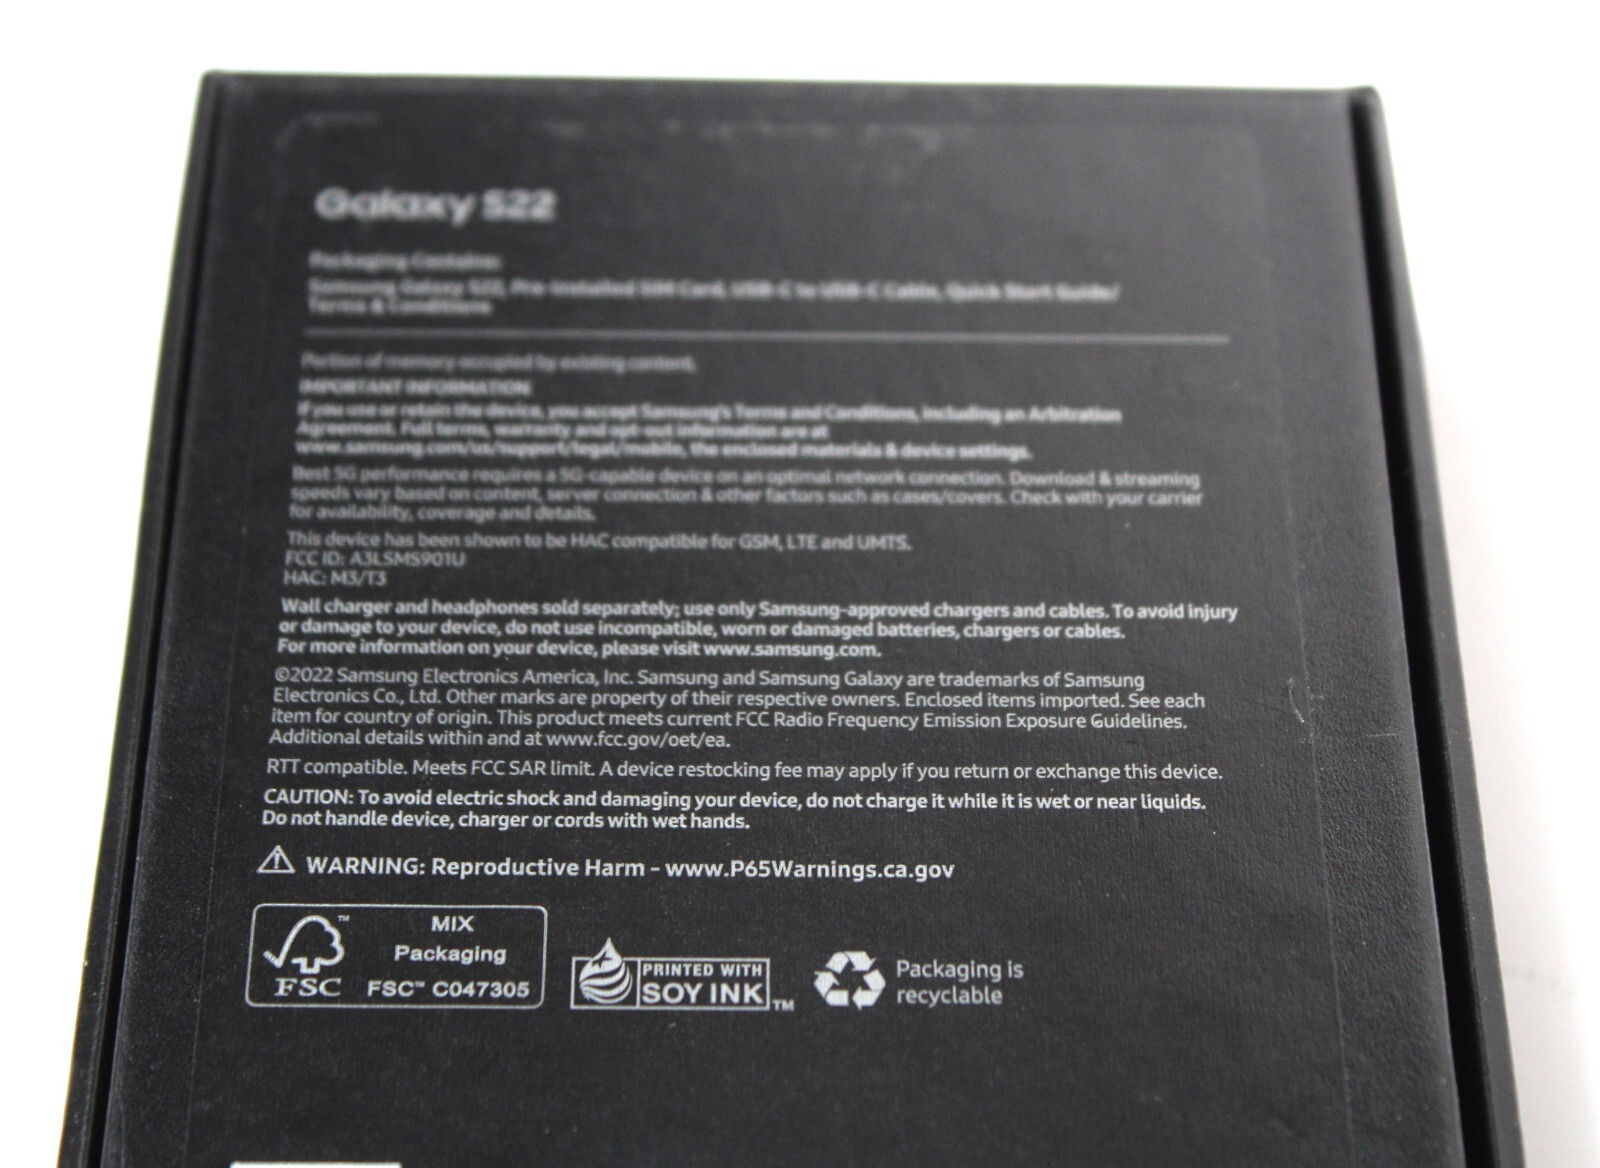 Galaxy S22
Packaging Contains:
Samsung Galaxy S22, Pre-installed SIM Card, USB-C to USB-C Cable, Quick Start Guide/
Terms & Conditions
Portion of memory occupied by existing content.
IMPORTANT INFORMATION
If you use or retain the device, you accept Samsung's Terms and Conditions, including an Arbitration
Agreement. Full terms, warranty and opt-out information are at
www.samsung.com/us/support/legal/mobile, the enclosed materials & device settings.
Best 5G performance requires a 5G-capable device on an optimal network connection. Download & streaming
speeds vary based on content, server connection & other factors such as cases/covers. Check with your carrier
for availability, coverage and details.
This device has been shown to be HAC compatible for GSM, LTE and UMTS.
FCC ID: A3LSMS901U
HAC: M3/T3
Wall charger and headphones sold separately; use only Samsung-approved chargers and cables. To avoid injury
or damage to your device, do not use incompatible, worn or damaged batteries, chargers or cables.
For more information on your device, please visit www.samsung.com.
©2022 Samsung Electronics America, Inc. Samsung and Samsung Galaxy are trademarks of Samsung
Electronics Co., Ltd. Other marks are property of their respective owners. Enclosed items imported. See each
item for country of origin. This product meets current FCC Radio Frequency Emission Exposure Guidelines.
Additional details within and at www.fcc.gov/oet/ea.
RTT compatible. Meets FCC SAR limit. A device restocking fee may apply if you return or exchange this device.
CAUTION: To avoid electric shock and damaging your device, do not charge it while it is wet or near liquids.
Do not handle device, charger or cords with wet hands.
WARNING: Reproductive Harm - www.P65Warnings.ca.gov
FSC™
MIX
Packaging
FSC™ C047305
PRINTED WITH
SOY INK™
Packaging is
recyclable